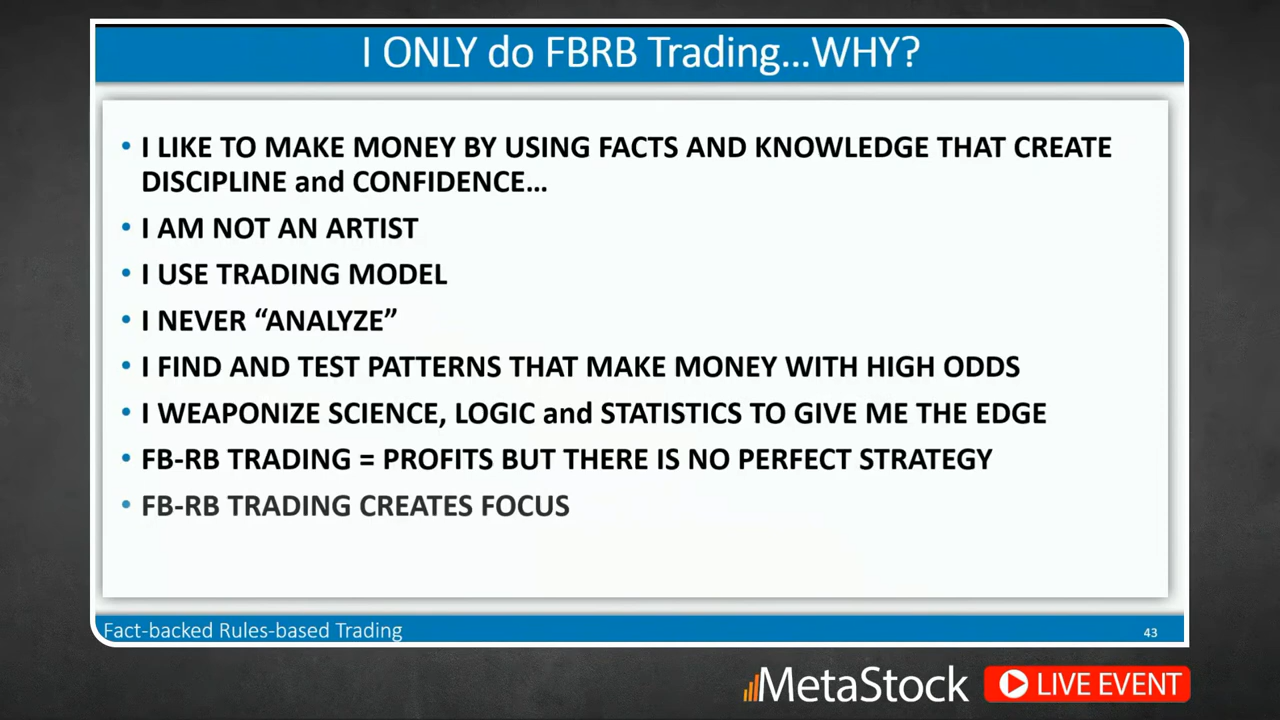 I ONLY do FBRB Trading...WHY?
• I LIKE TO MAKE MONEY BY USING FACTS AND KNOWLEDGE THAT CREATE
DISCIPLINE and CONFIDENCE...
• I AM NOT AN ARTIST
• I USE TRADING MODEL
• I NEVER “ANALYZE”
• I FIND AND TEST PATTERNS THAT MAKE MONEY WITH HIGH ODDS
• I WEAPONIZE SCIENCE, LOGIC and STATISTICS TO GIVE ME THE EDGE
• FB-RB TRADING = PROFITS BUT THERE IS NO PERFECT STRATEGY
• FB-RB TRADING CREATES FOCUS
Fact-backed Rules-based Trading
43
MetaStock
LIVE EVENT